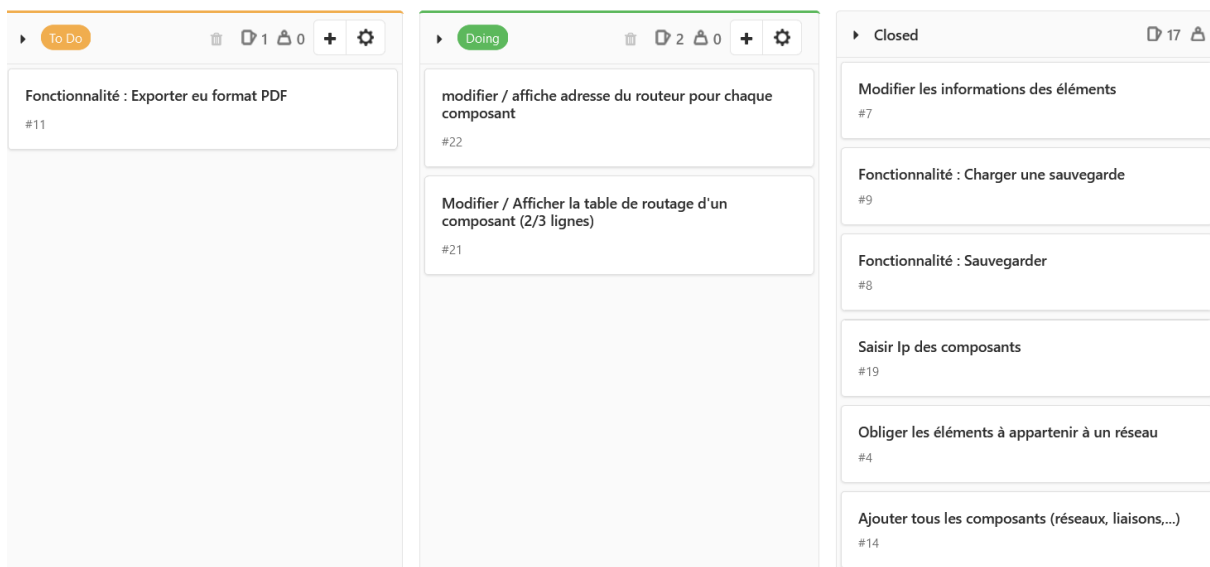 To Do
1
0
Fonctionnalité : Exporter eu format PDF
#11
Doing
2
0
modifier / affiche adresse du routeur pour chaque
composant
#22
Modifier / Afficher la table de routage d'un
composant (2/3 lignes)
#21
Closed
17
Modifier les informations des éléments
#7
Fonctionnalité : Charger une sauvegarde
#9
Fonctionnalité : Sauvegarder
#8
Saisir Ip des composants
#19
Obliger les éléments à appartenir à un réseau
#4
Ajouter tous les composants (réseaux, liaisons,...)
#14